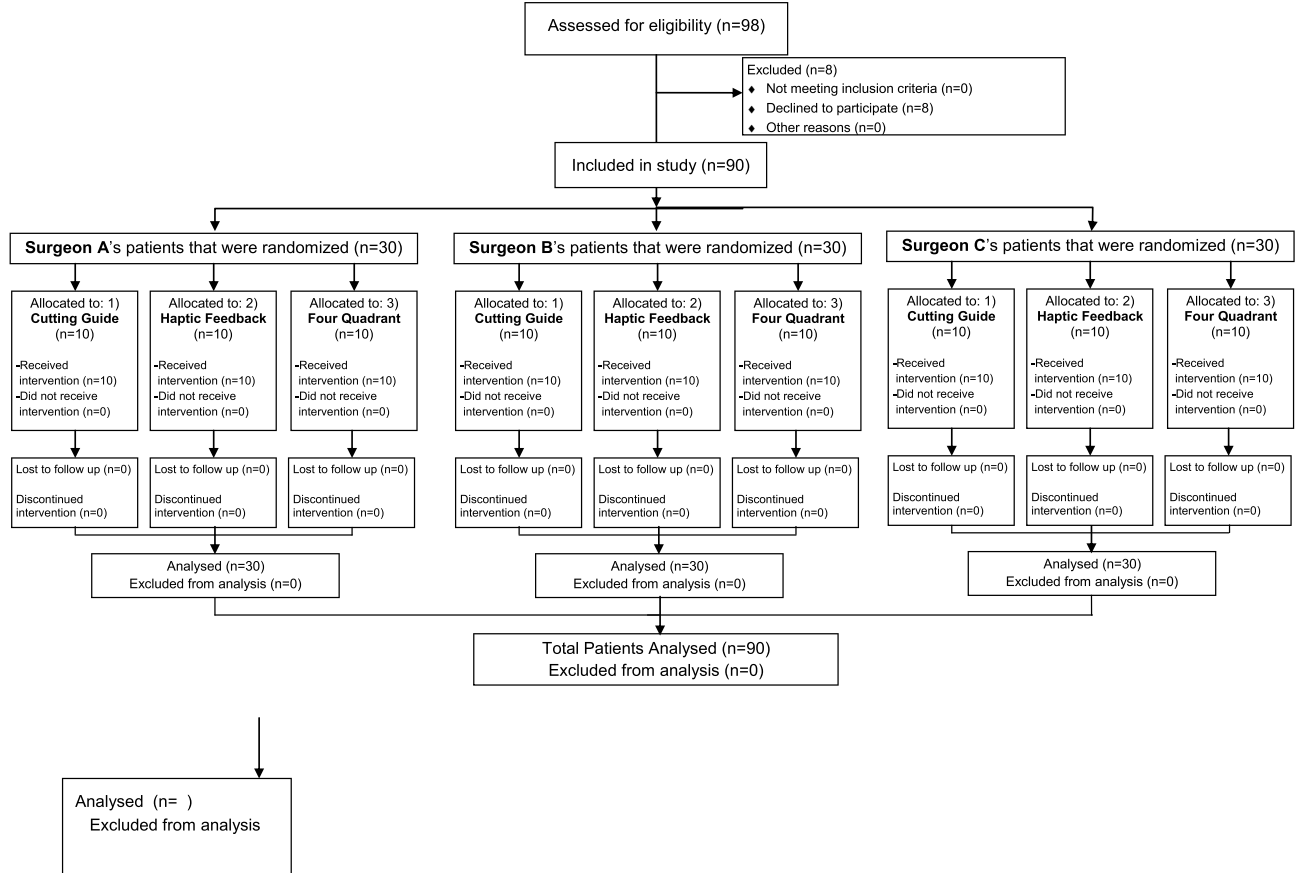 Assessed for eligibility (n=98)
Excluded (n=8)
♦ Not meeting inclusion criteria (n=0)
♦ Declined to participate (n=8)
♦ Other reasons (n=0)
Included in study (n=90)
Surgeon A's patients that were randomized (n=30)
Surgeon B's patients that were randomized (n=30)
Surgeon C's patients that were randomized (n=30)
Allocated to: 1)
Cutting Guide
(n=10)
-Received
intervention (n=10)
-Did not receive
intervention (n=0)
Allocated to: 2)
Haptic Feedback
(n=10)
-Received
intervention (n=10)
-Did not receive
intervention (n=0)
Allocated to: 3)
Four Quadrant
(n=10)
-Received
intervention (n=10)
-Did not receive
intervention (n=0)
Allocated to: 1)
Cutting Guide
(n=10)
-Received
intervention (n=10)
-Did not receive
intervention (n=0)
Allocated to: 2)
Haptic Feedback
(n=10)
-Received
intervention (n=10)
-Did not receive
intervention (n=0)
Allocated to: 3)
Four Quadrant
(n=10)
-Received
intervention (n=10)
-Did not receive
intervention (n=0)
Allocated to: 1)
Cutting Guide
(n=10)
-Received
intervention (n=10)
-Did not receive
intervention (n=0)
Allocated to: 2)
Haptic Feedback
(n=10)
-Received
intervention (n=10)
-Did not receive
intervention (n=0)
Allocated to: 3)
Four Quadrant
(n=10)
-Received
intervention (n=10)
-Did not receive
intervention (n=0)
Lost to follow up (n=0)
Discontinued
intervention (n=0)
Lost to follow up (n=0)
Discontinued
intervention (n=0)
Lost to follow up (n=0)
Discontinued
intervention (n=0)
Lost to follow up (n=0)
Discontinued
intervention (n=0)
Lost to follow up (n=0)
Discontinued
intervention (n=0)
Lost to follow up (n=0)
Discontinued
intervention (n=0)
Lost to follow up (n=0)
Discontinued
intervention (n=0)
Lost to follow up (n=0)
Discontinued
intervention (n=0)
Lost to follow up (n=0)
Discontinued
intervention (n=0)
Analysed (n=30)
Excluded from analysis (n=0)
Analysed (n=30)
Excluded from analysis (n=0)
Analysed (n=30)
Excluded from analysis (n=0)
Total Patients Analysed (n=90)
Excluded from analysis (n=0)
Analysed (n= )
Excluded from analysis